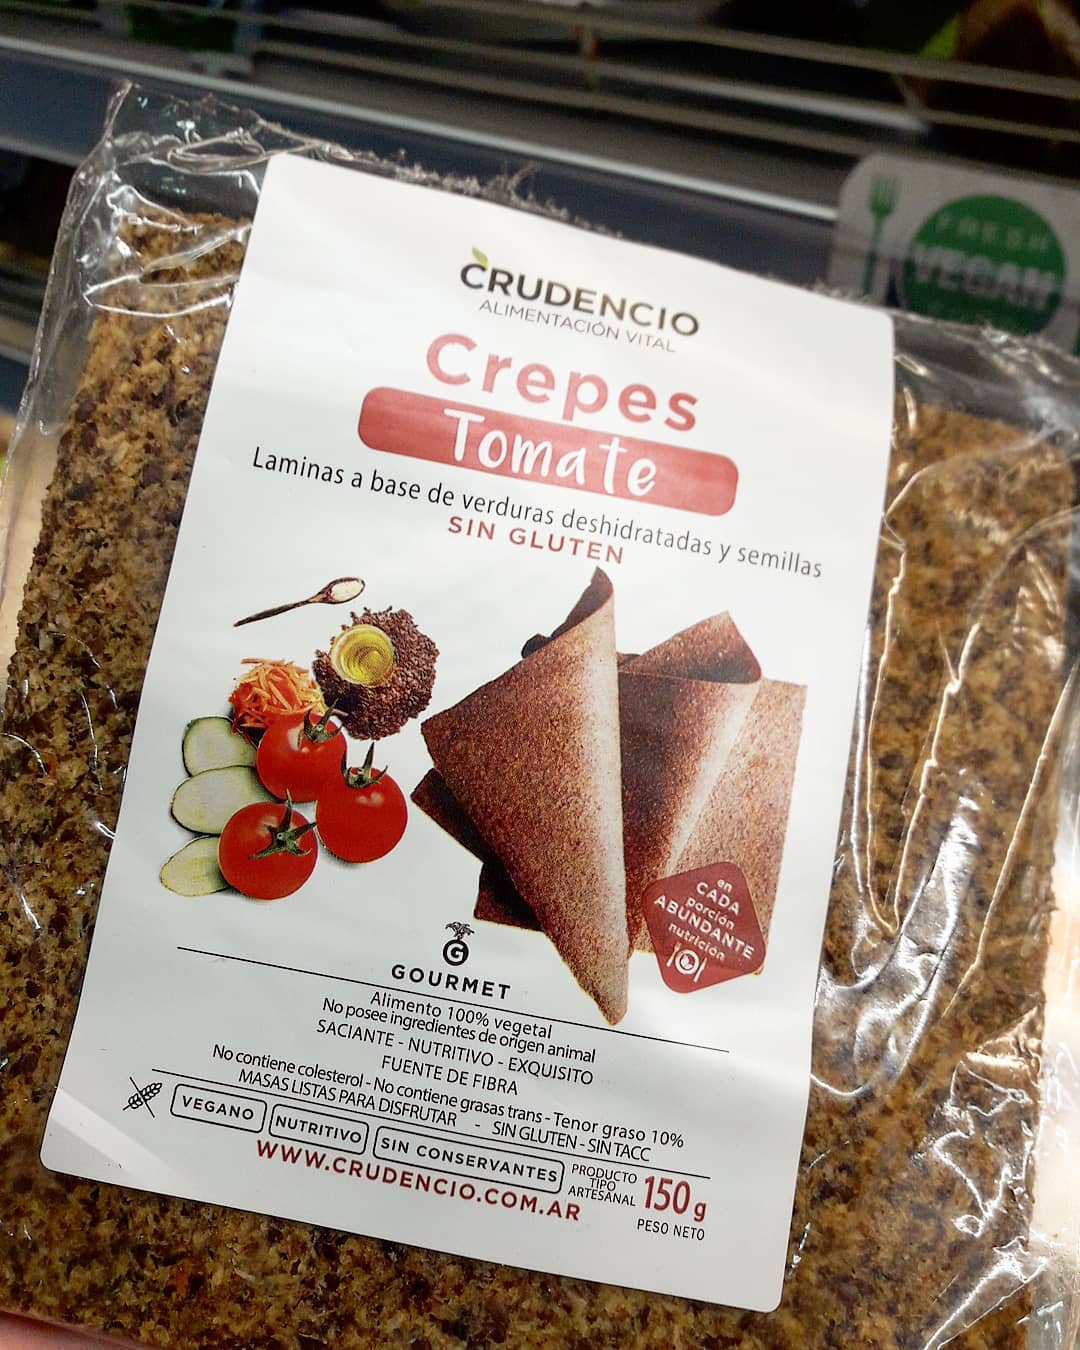 FRESH
VEGAN
CRUDENCIO
ALIMENTACIÓN VITAL
Crepes
Tomate
Laminas a base de verduras deshidratadas y semillas
SIN GLUTEN
en
CADA
porción
ABUNDANTE
nutrición
G
GOURMET
Alimento 100% vegetal
No posee ingredientes de origen animal
SACIANTE - NUTRITIVO - EXQUISITO
FUENTE DE FIBRA
No contiene colesterol - No contiene grasas trans - Tenor graso 10%
MASAS LISTAS PARA DISFRUTAR - SIN GLUTEN - SIN TACC
VEGANO NUTRITIVO SIN CONSERVANTES
PRODUCTO
TIPO
ARTESANAL
150g
PESO NETO
WWW.CRUDENCIO.COM.AR